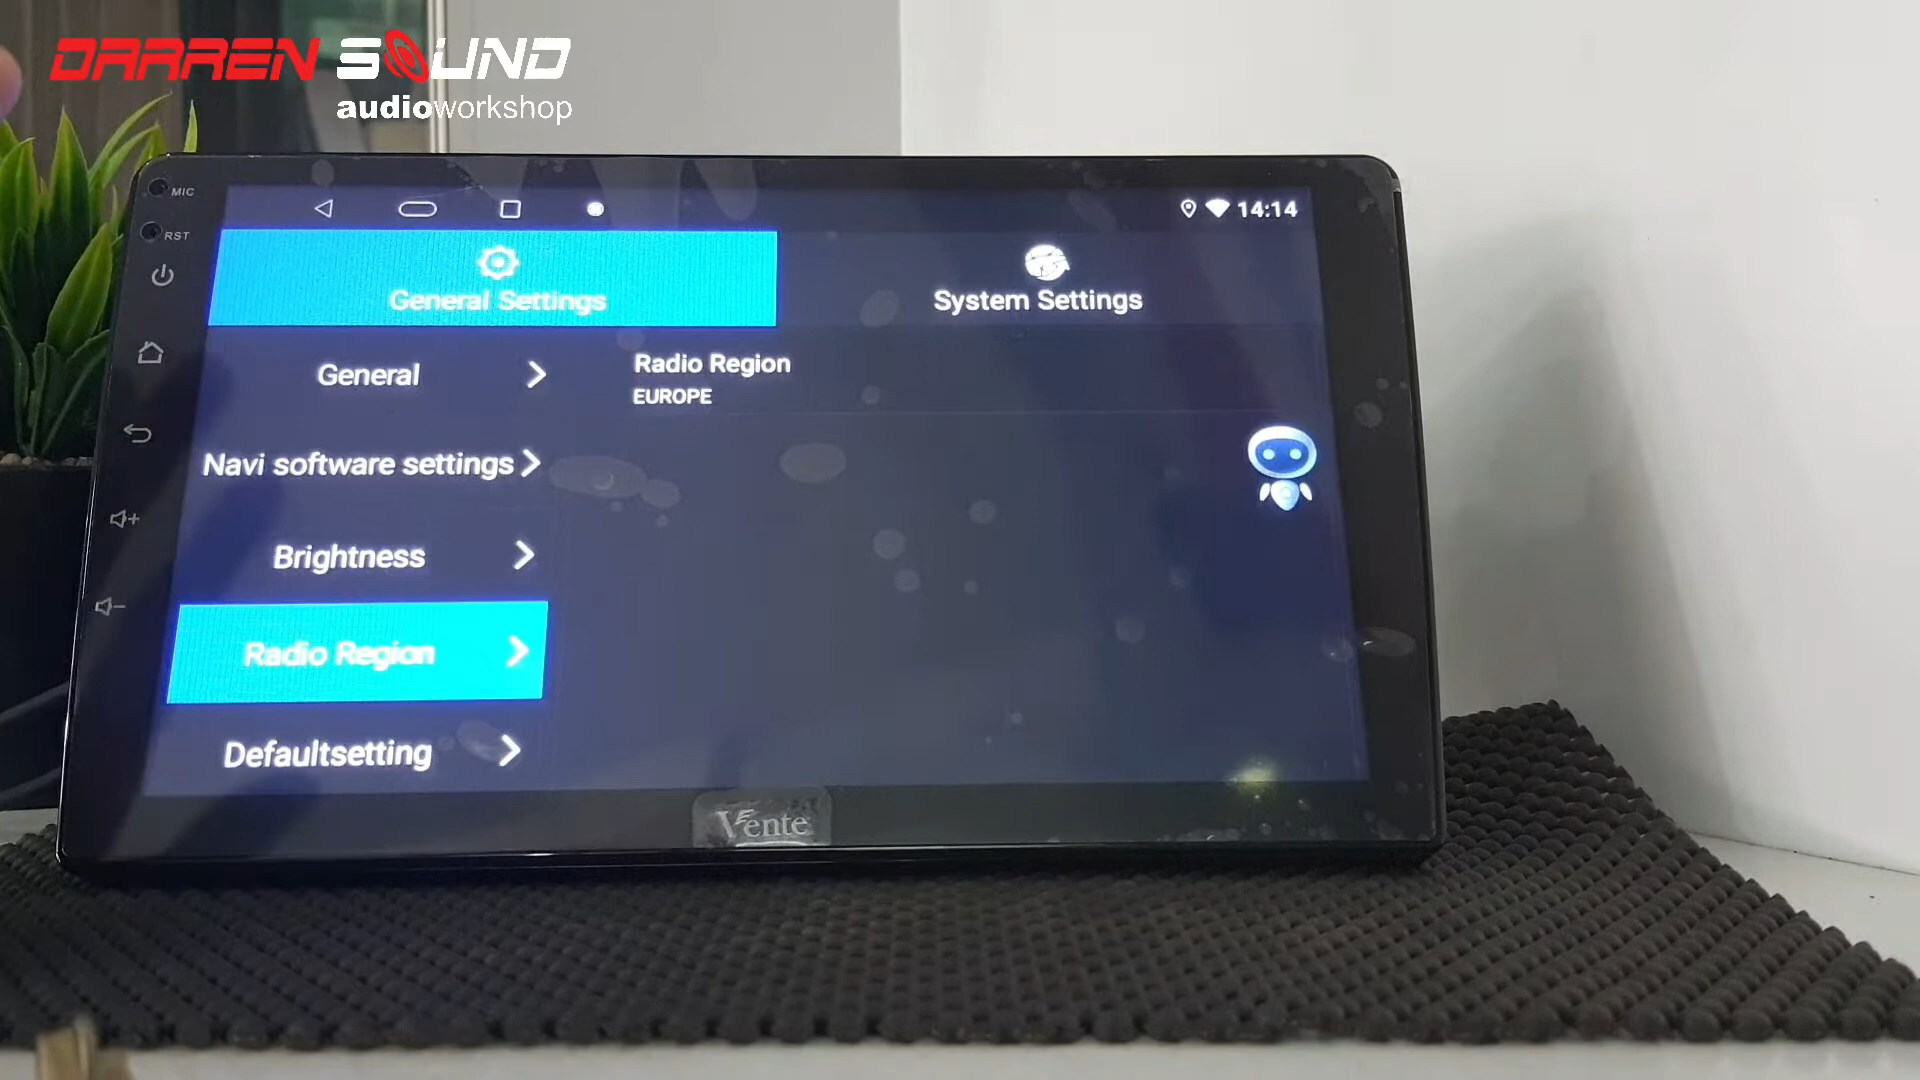 DARREN SOUND
audioworkshop
MIC
RST
14:14
General Settings
System Settings
General
Radio Region
EUROPE
Navi software settings
Brightness
Radio Region
Defaultsetting
Vente